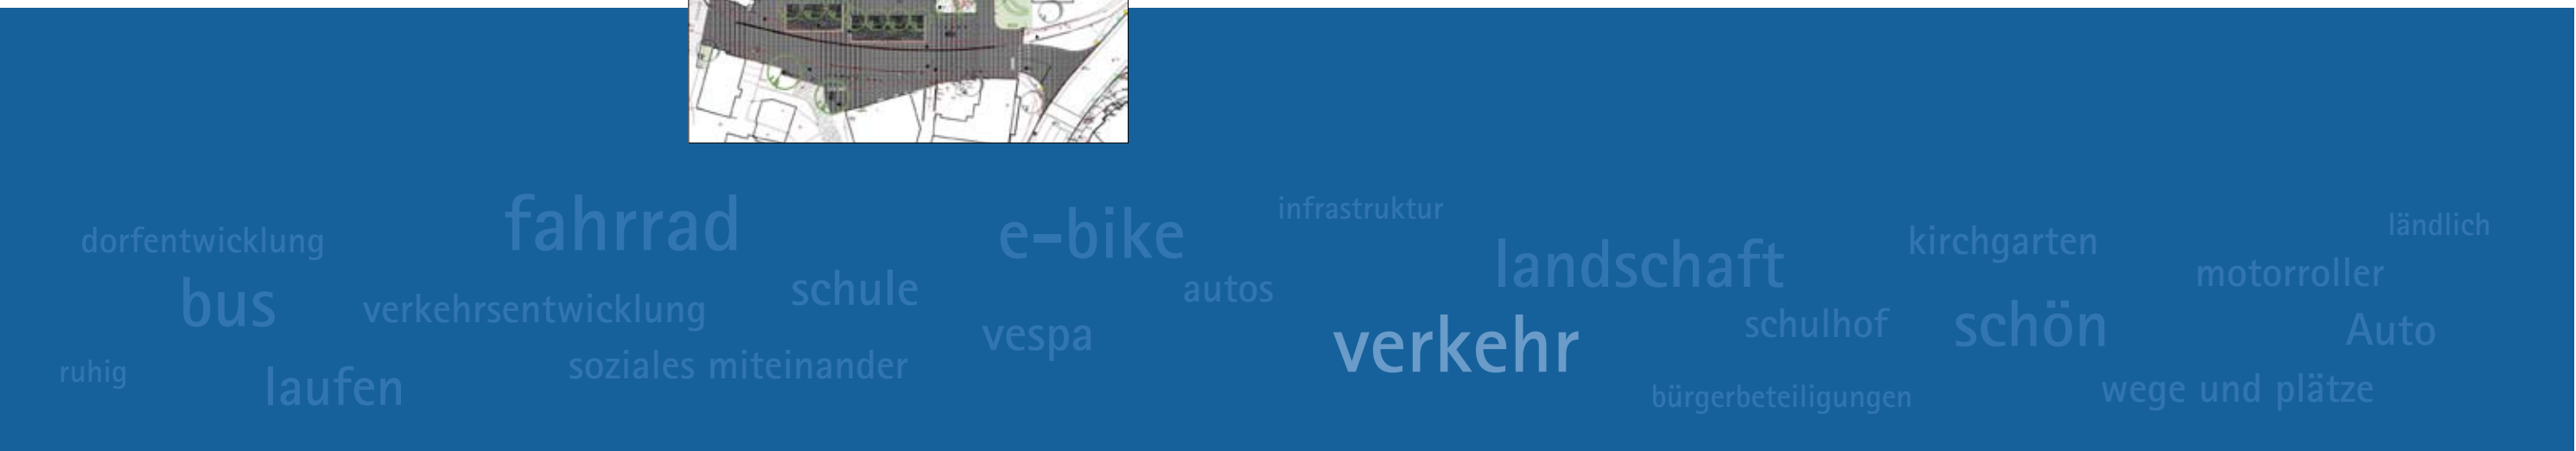 fahrrad
infrastruktur
e-bike
ländlich
dorfentwicklung
kirchgarten
landschaft
motorroller
schule
autos
bus
verkehrsentwicklung
schulhof
schön
Auto
vespa
verkehr
soziales miteinander
ruhig
laufen
wege und plätze
bürgerbeteiligungen